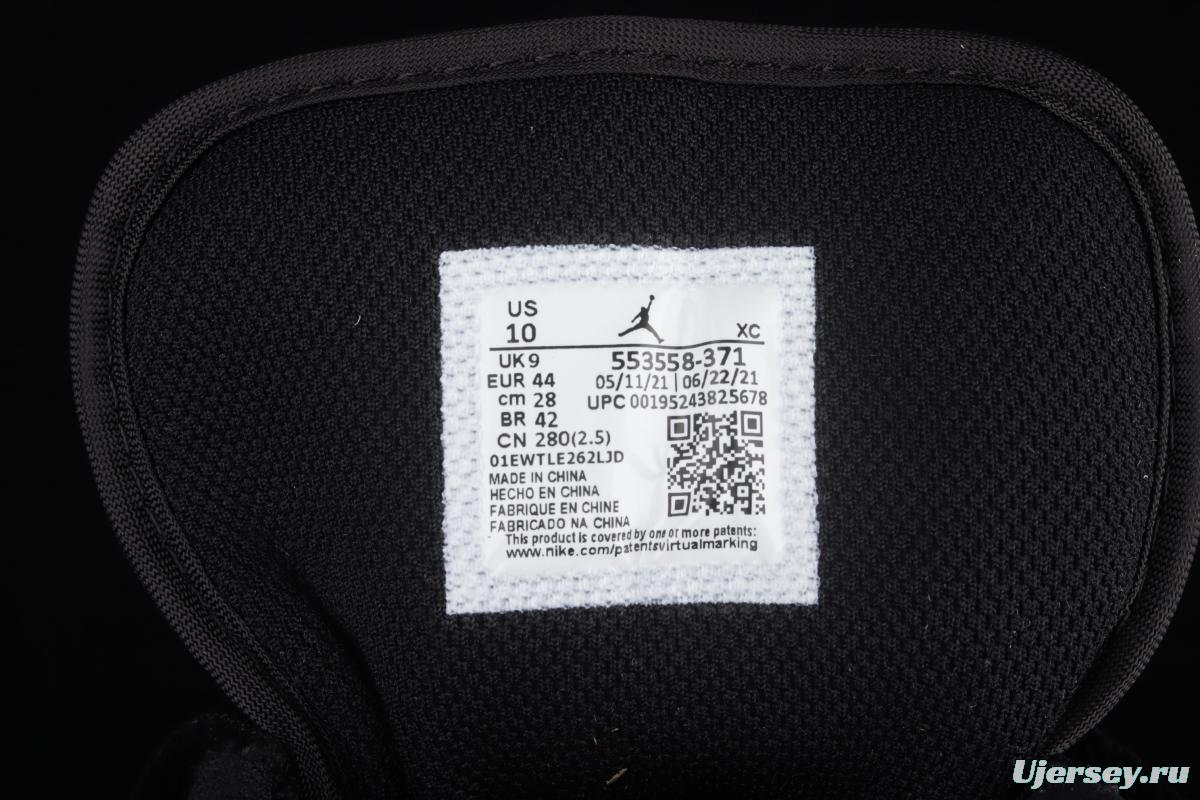 US
10
XC
UK 9
553558-371
EUR 44
05/11/21 | 06/22/21
cm 28
UPC 00195243825678
BR 42
CN 280(2.5)
01EWTLE262LJD
MADE IN CHINA
HECHO EN CHINA
FABRIQUE EN CHINE
FABRICADO NA CHINA
This product is covered by one or more patents:
www.nike.com/patentsvirtualmarking
Ujersey.ru